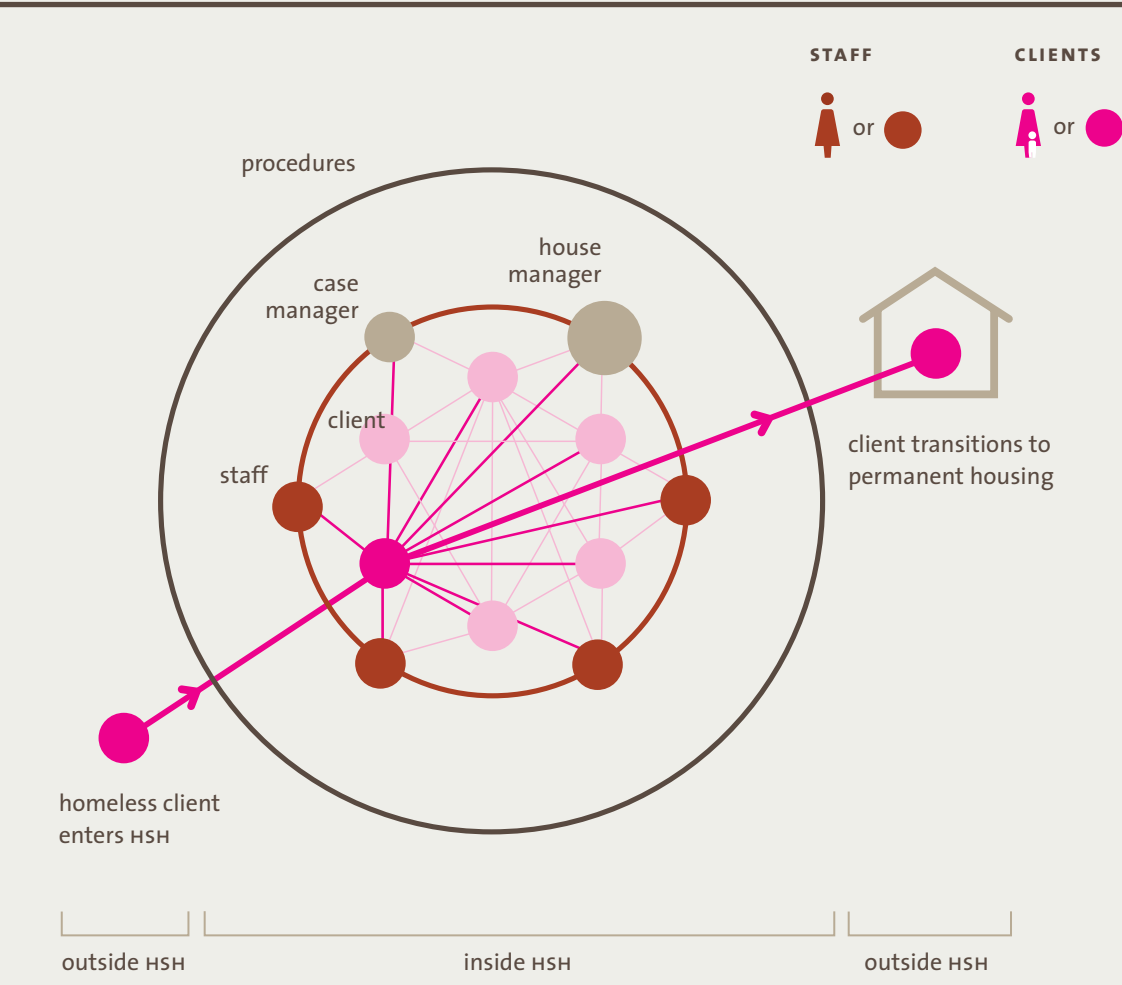 STAFF
CLIENTS
or
or
procedures
house
manager
case
manager
client
staff
client transitions to
permanent housing
homeless client
enters HSH
outside HSH
inside HSH
outside HSH